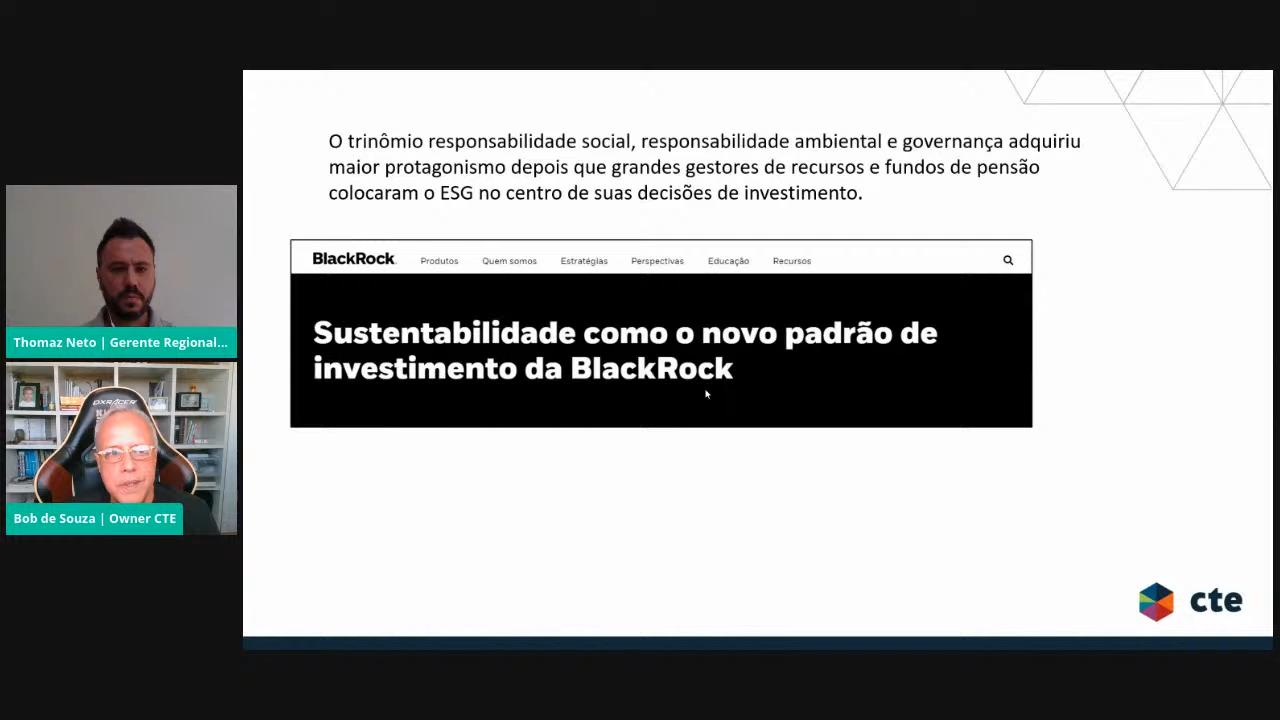 O trinômio responsabilidade social, responsabilidade ambiental e governança adquiriu
maior protagonismo depois que grandes gestores de recursos e fundos de pensão
colocaram o ESG no centro de suas decisões de investimento.
BlackRock.
Produtos
Quem somos
Estratégias
Perspectivas
Educação
Recursos
Sustentabilidade como o novo padrão de
investimento da BlackRock
Thomaz Neto | Gerente Regional...
DXRACER
Bob de Souza | Owner CTE
cte